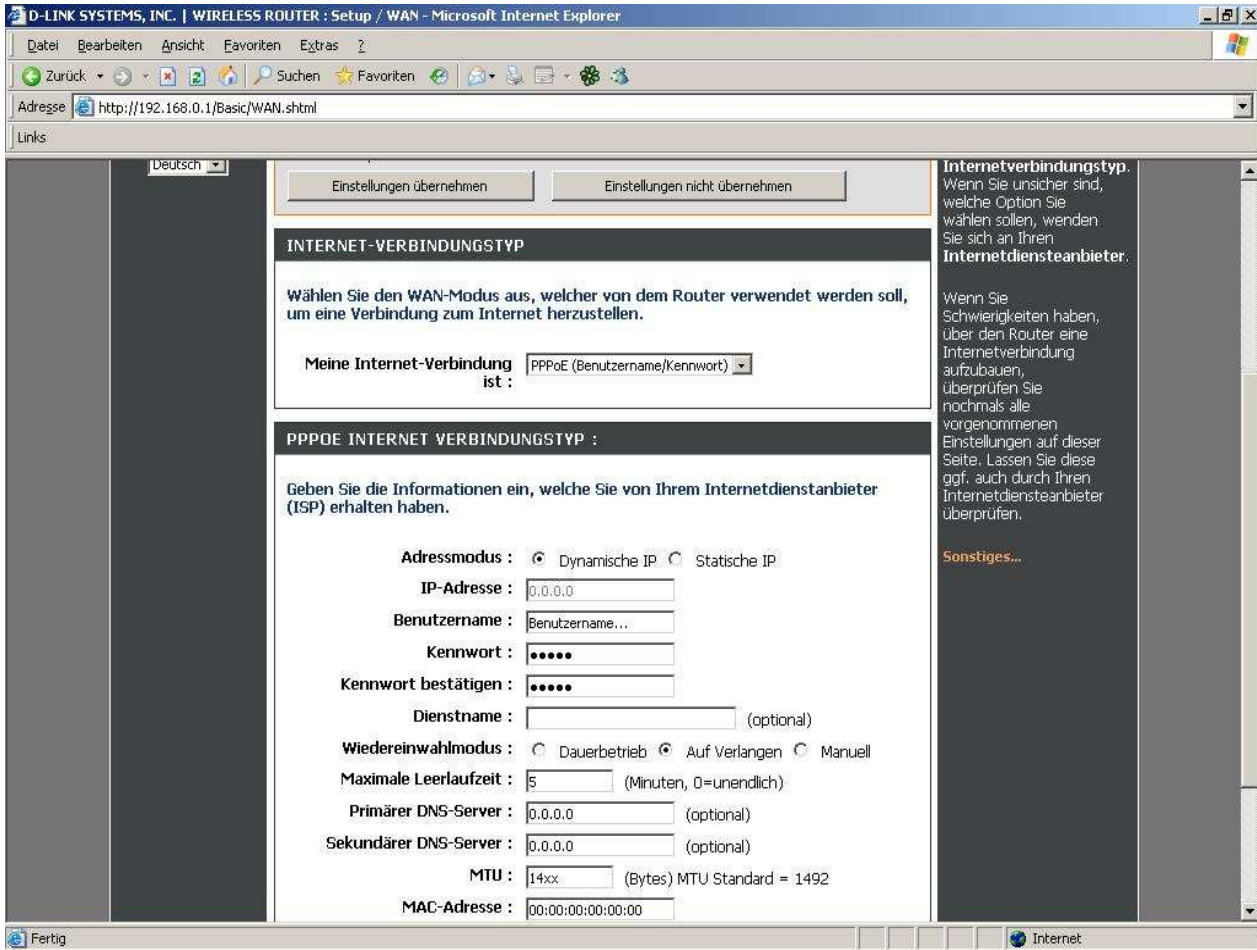 D-LINK SYSTEMS, INC. | WIRELESS ROUTER : Setup / WAN - Microsoft Internet Explorer
Datei Bearbeiten Ansicht Favoriten Extras ?
Zurück Suchen Favoriten
Adresse http://192.168.0.1/Basic/WAN.shtml
Links
Deutsch
Einstellungen übernehmen Einstellungen nicht übernehmen
INTERNET-VERBINDUNGSTYP
Wählen Sie den WAN-Modus aus, welcher von dem Router verwendet werden soll,
um eine Verbindung zum Internet herzustellen.
Meine Internet-Verbindung
ist : PPPoE (Benutzername/Kennwort)
PPPOE INTERNET VERBINDUNGSTYP :
Geben Sie die Informationen ein, welche Sie von Ihrem Internetdienstanbieter
(ISP) erhalten haben.
Adressmodus : Dynamische IP Statische IP
IP-Adresse : 0.0.0.0
Benutzername : Benutzername...
Kennwort : •••••
Kennwort bestätigen : •••••
Dienstname : (optional)
Wiedereinwahlmodus : Dauerbetrieb Auf Verlangen Manuell
Maximale Leerlaufzeit : 5 (Minuten, 0=unendlich)
Primärer DNS-Server : 0.0.0.0 (optional)
Sekundärer DNS-Server : 0.0.0.0 (optional)
MTU : 14xx (Bytes) MTU Standard = 1492
MAC-Adresse : 00:00:00:00:00:00
Internetverbindungstyp.
Wenn Sie unsicher sind,
welche Option Sie
wählen sollen, wenden
Sie sich an Ihren
Internetdiensteanbieter.
Wenn Sie
Schwierigkeiten haben,
über den Router eine
Internetverbindung
aufzubauen,
überprüfen Sie
nochmals alle
vorgenommenen
Einstellungen auf dieser
Seite. Lassen Sie diese
ggf. auch durch Ihren
Internetdiensteanbieter
überprüfen.
Sonstiges...
Fertig Internet